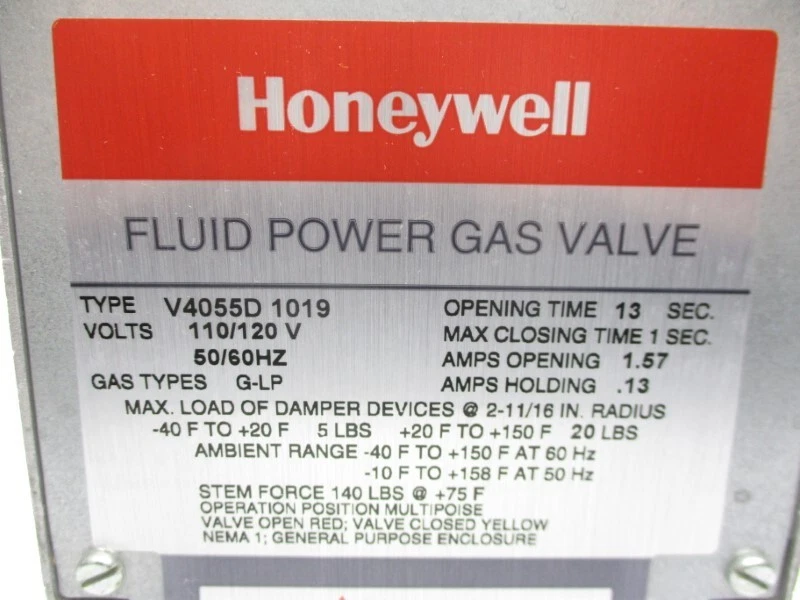 Honeywell
FLUID POWER GAS VALVE
TYPE V4055D 1019 OPENING TIME 13 SEC.
VOLTS 110/120 V MAX CLOSING TIME 1 SEC.
50/60HZ AMPS OPENING 1.57
GAS TYPES G-LP AMPS HOLDING .13
MAX. LOAD OF DAMPER DEVICES @ 2-11/16 IN. RADIUS
-40 F TO +20 F 5 LBS +20 F TO +150 F 20 LBS
AMBIENT RANGE -40 F TO +150 F AT 60 Hz
-10 F TO +158 F AT 50 Hz
STEM FORCE 140 LBS @ +75 F
OPERATION POSITION MULTIPOISE
VALVE OPEN RED; VALVE CLOSED YELLOW
NEMA 1; GENERAL PURPOSE ENCLOSURE